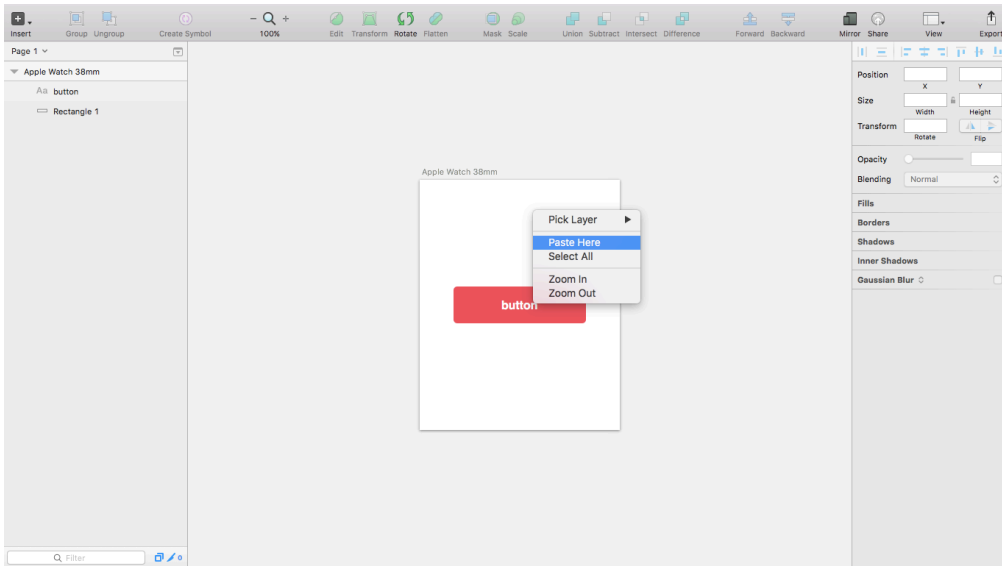 Insert Group Ungroup Create Symbol 100% Edit Transform Rotate Flatten Mask Scale Union Subtract Intersect Difference Forward Backward Mirror Share View Export
Page 1
Apple Watch 38mm
Aa button
Rectangle 1
Filter
0
Apple Watch 38mm
button
Pick Layer
Paste Here
Select All
Zoom In
Zoom Out
Position
X Y
Size
Width Height
Transform
Rotate Flip
Opacity
Blending Normal
Fills
Borders
Shadows
Inner Shadows
Gaussian Blur